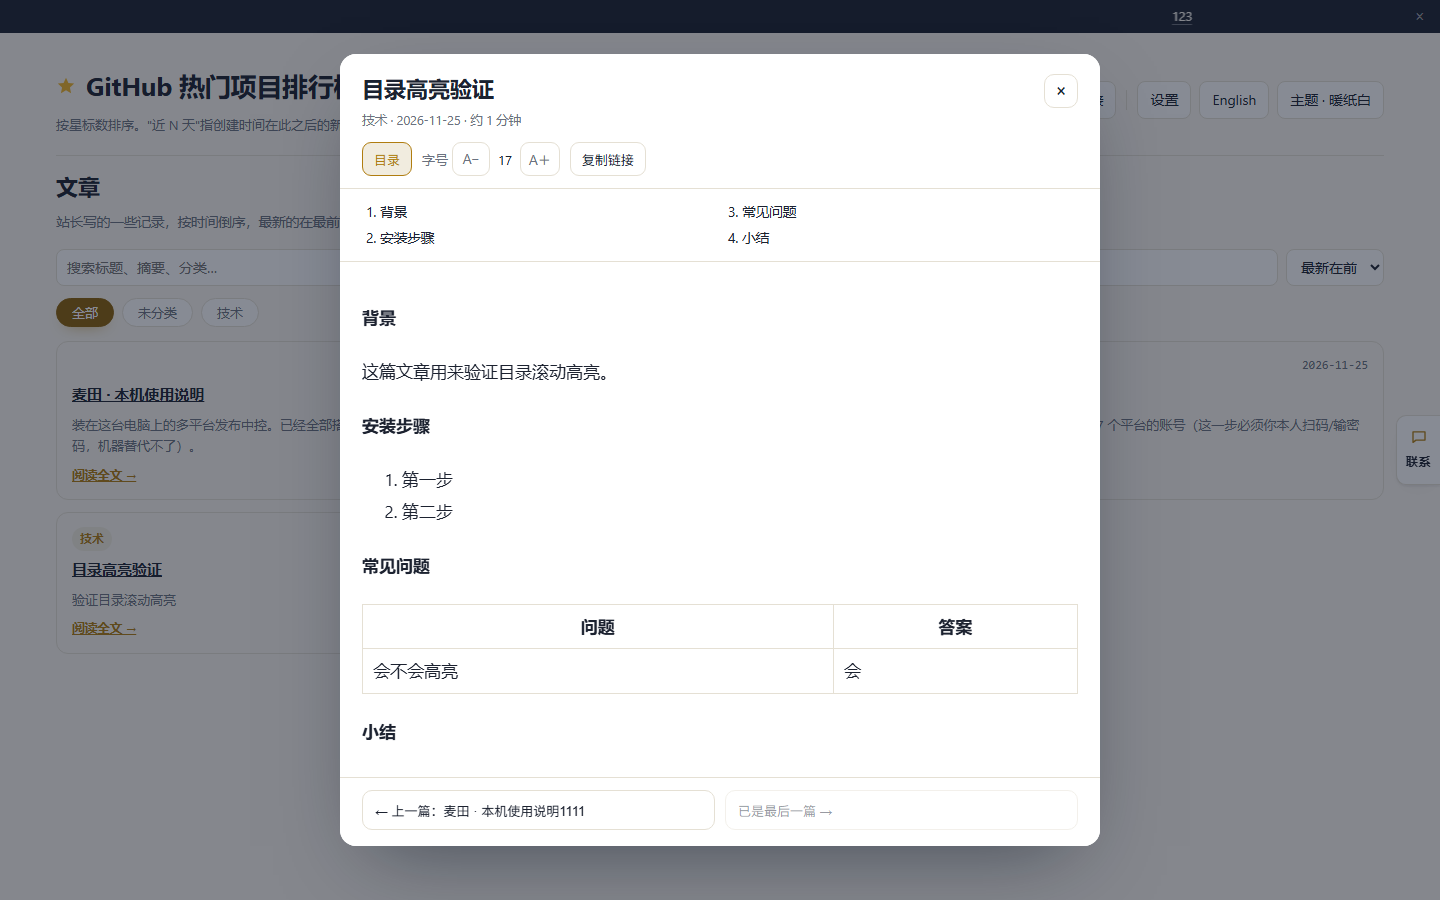 123
×
GitHub 热门项目排行
按星标数排序。"近 N 天"指创建时间在此之后的新
设置
English
主题 · 暖纸白
文章
站长写的一些记录，按时间倒序，最新的在最前
搜索标题、摘要、分类...
最新在前
全部
未分类
技术
2026-11-25
麦田 · 本机使用说明
装在这台电脑上的多平台发布中控。已经全部
个平台的账号（这一步必须你本人扫码/输密
码，机器替代不了）。
阅读全文 →
技术
目录高亮验证
验证目录滚动高亮
阅读全文 →
联系
目录高亮验证
×
技术 · 2026-11-25 · 约 1 分钟
目录
字号
A−
17
A＋
复制链接
1. 背景
2. 安装步骤
3. 常见问题
4. 小结
背景
这篇文章用来验证目录滚动高亮。
安装步骤
1. 第一步
2. 第二步
常见问题
问题
答案
会不会高亮
会
小结
← 上一篇：麦田 · 本机使用说明1111
已是最后一篇 →